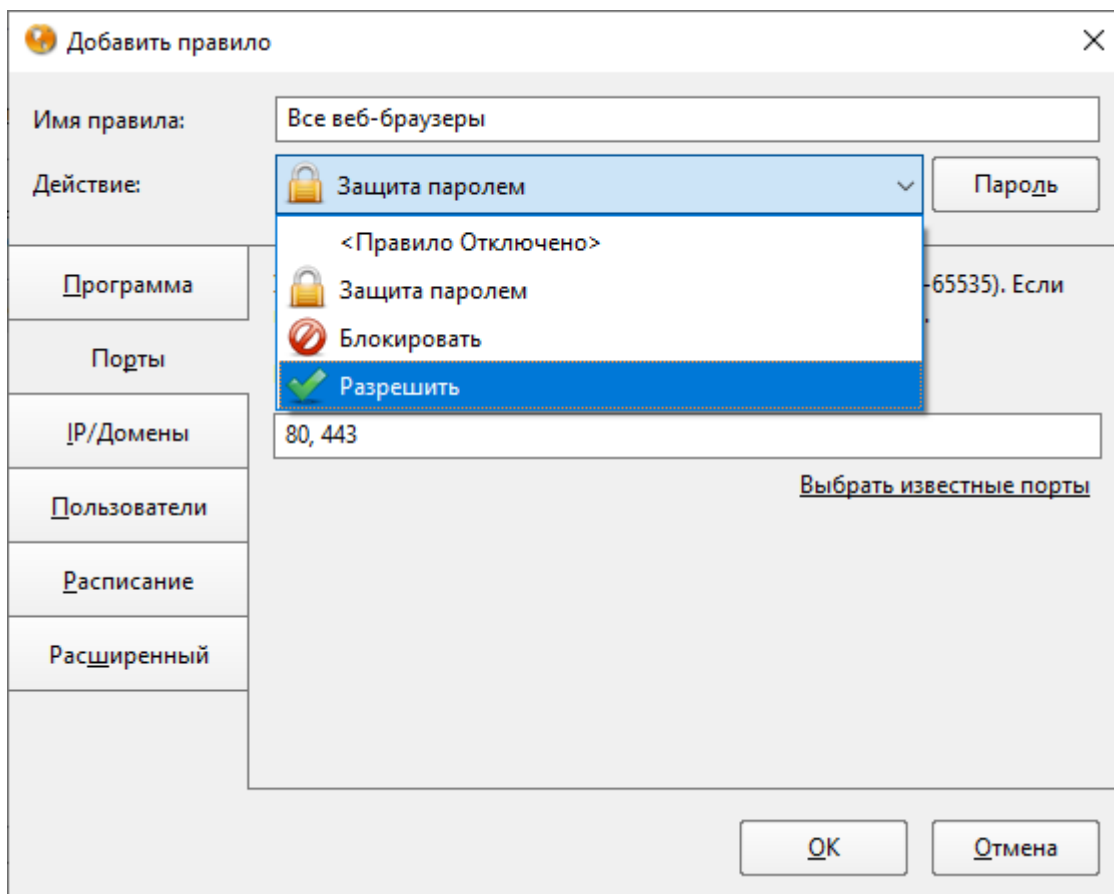 Добавить правило
Имя правила:
Все веб-браузеры
Действие:
Защита паролем
Пароль
<Правило Отключено>
Защита паролем
Блокировать
Разрешить
Программа
Порты
IP/Домены
Пользователи
Расписание
Расширенный
-65535). Если
80, 443
Выбрать известные порты
OK
Отмена